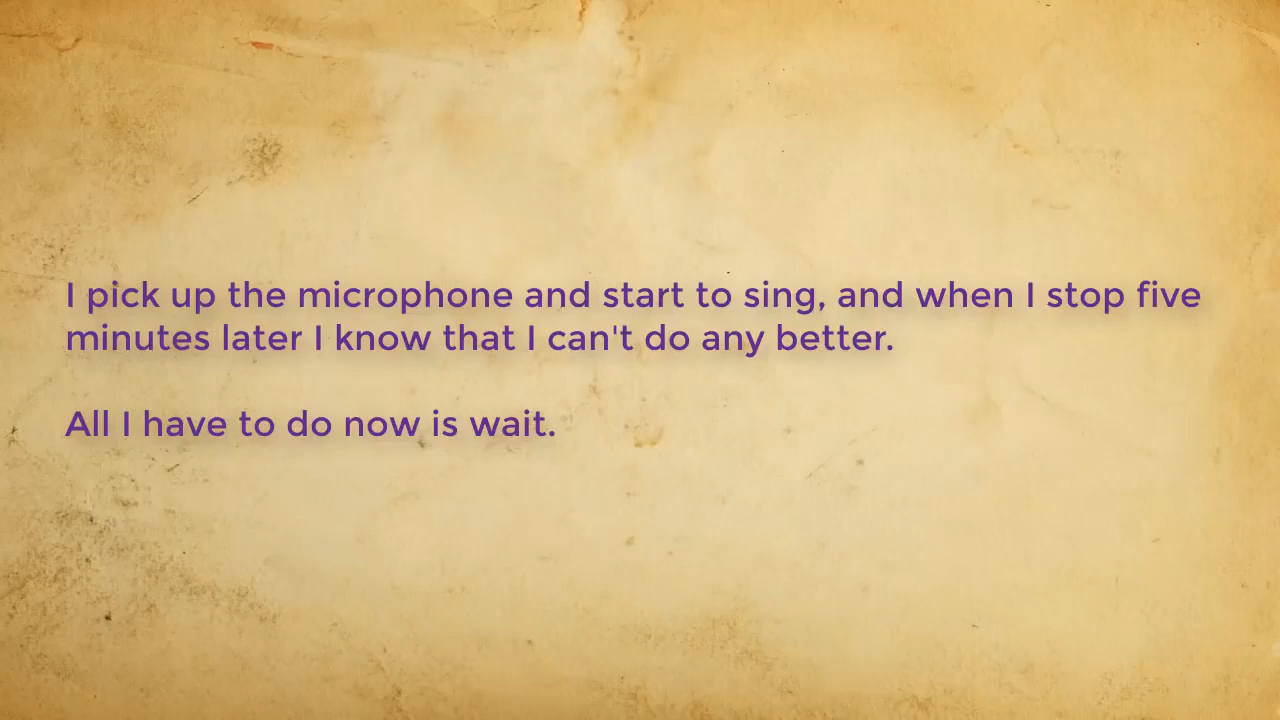 I pick up the microphone and start to sing, and when I stop five
minutes later I know that I can't do any better.
All I have to do now is wait.